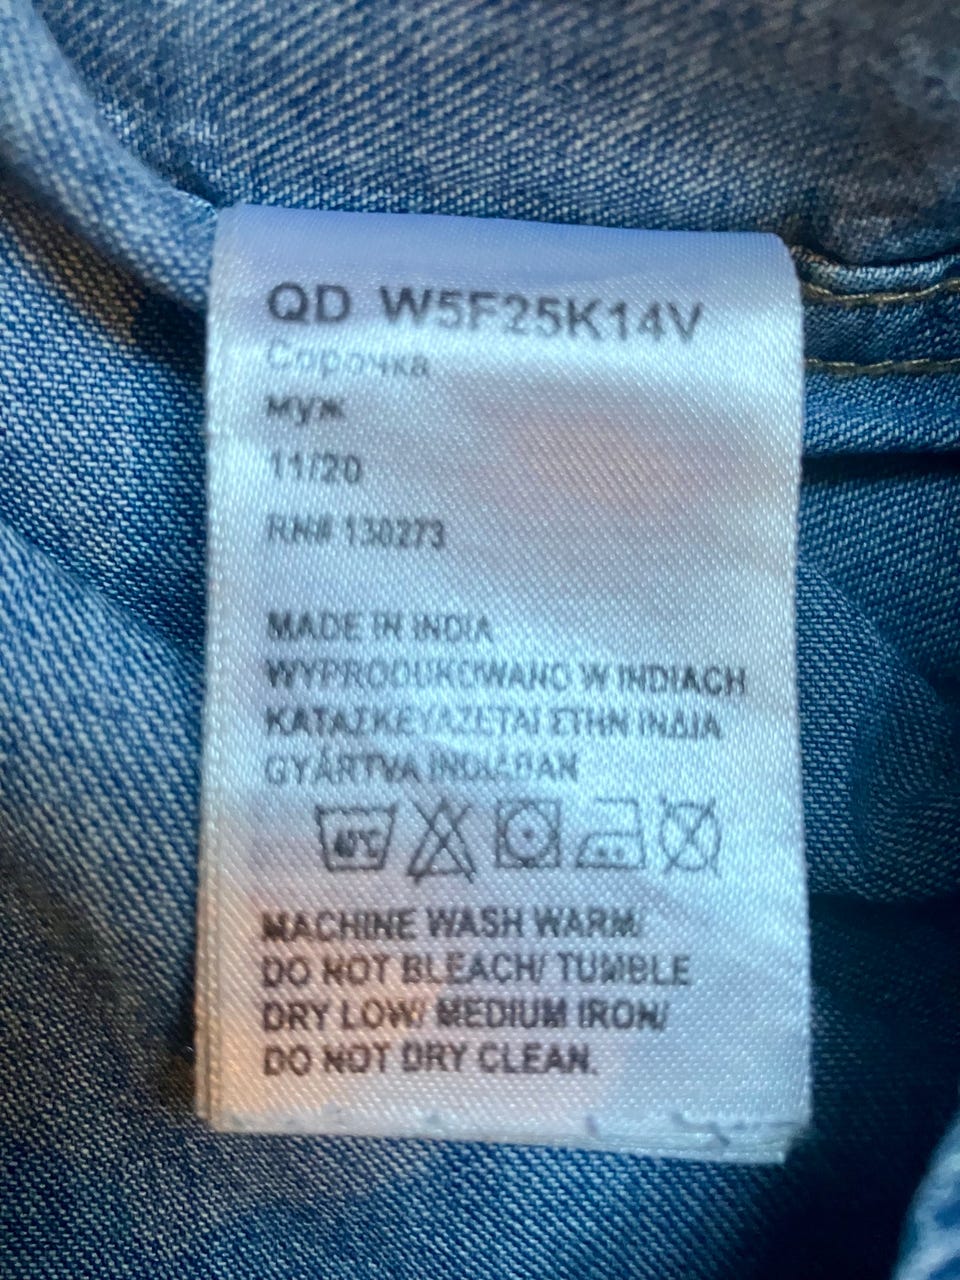 QD W5F25K14V
Сорочка
муж
11/20
RN# 130273
MADE IN INDIA
WYPRODUKOWANO W INDIACH
ΚΑΤΑΣΚΕΥΑΖΕΤΑΙ ΣΤΗΝ ΙΝΔΙΑ
GYÁRTVA INDIÁBAN
40°C
MACHINE WASH WARM/
DO NOT BLEACH/ TUMBLE
DRY LOW/ MEDIUM IRON/
DO NOT DRY CLEAN.